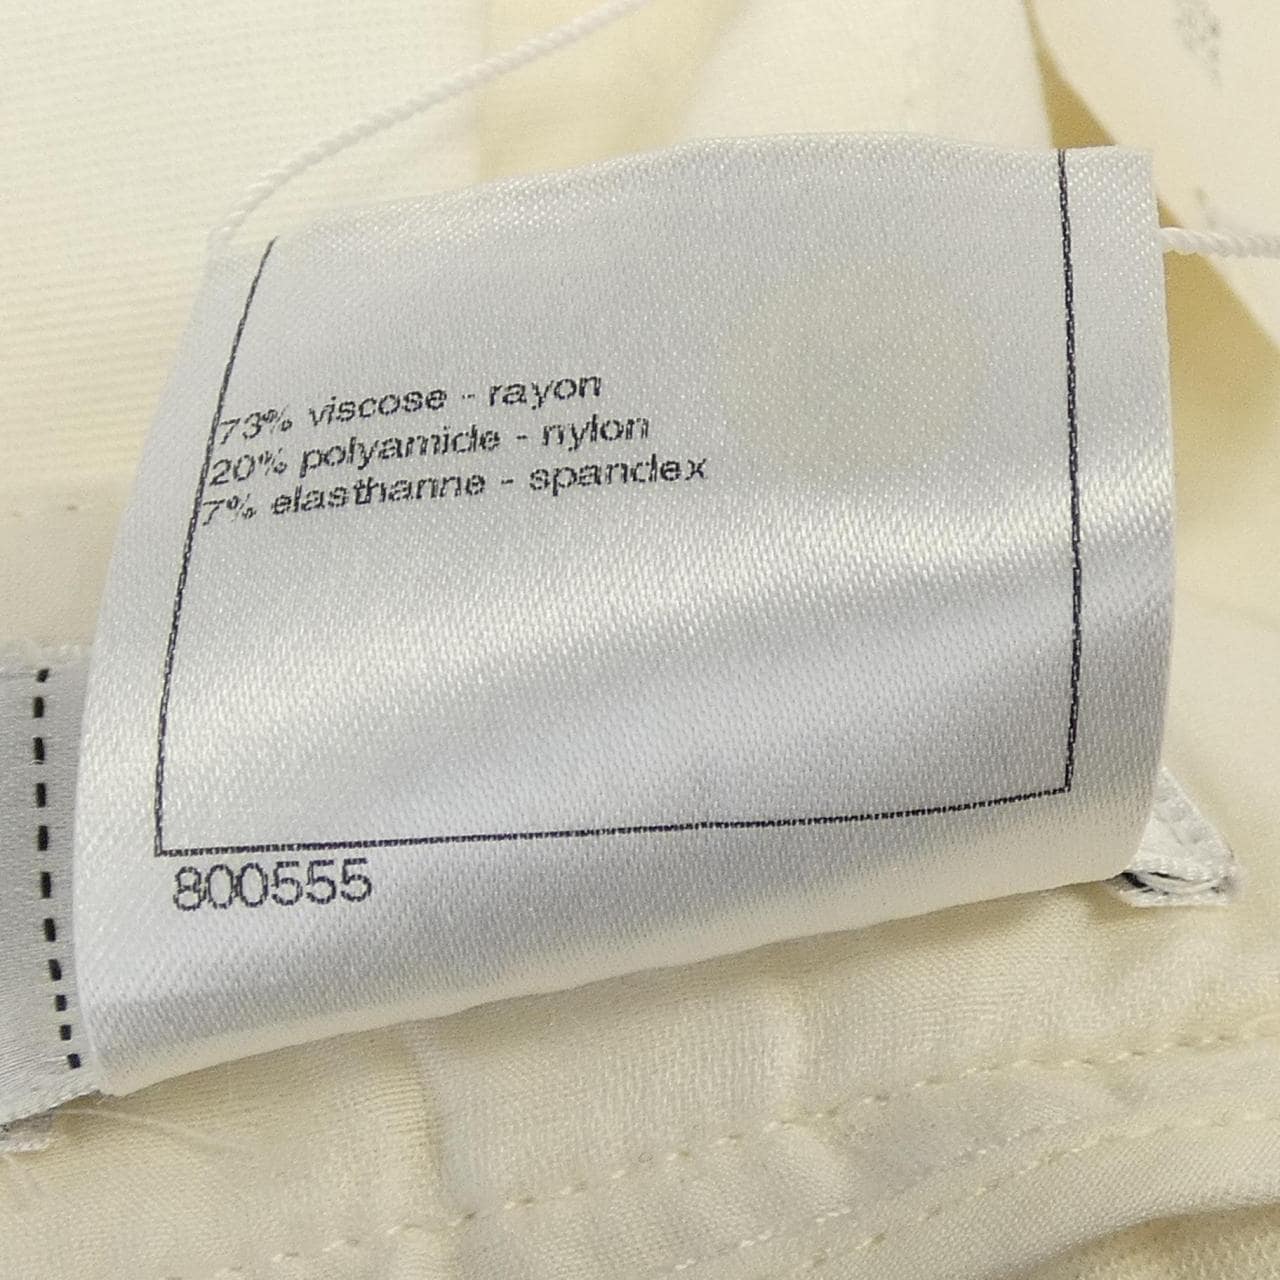 73% viscose - rayon
20% polyamide - nylon
7% elasthanne - spandex
800555